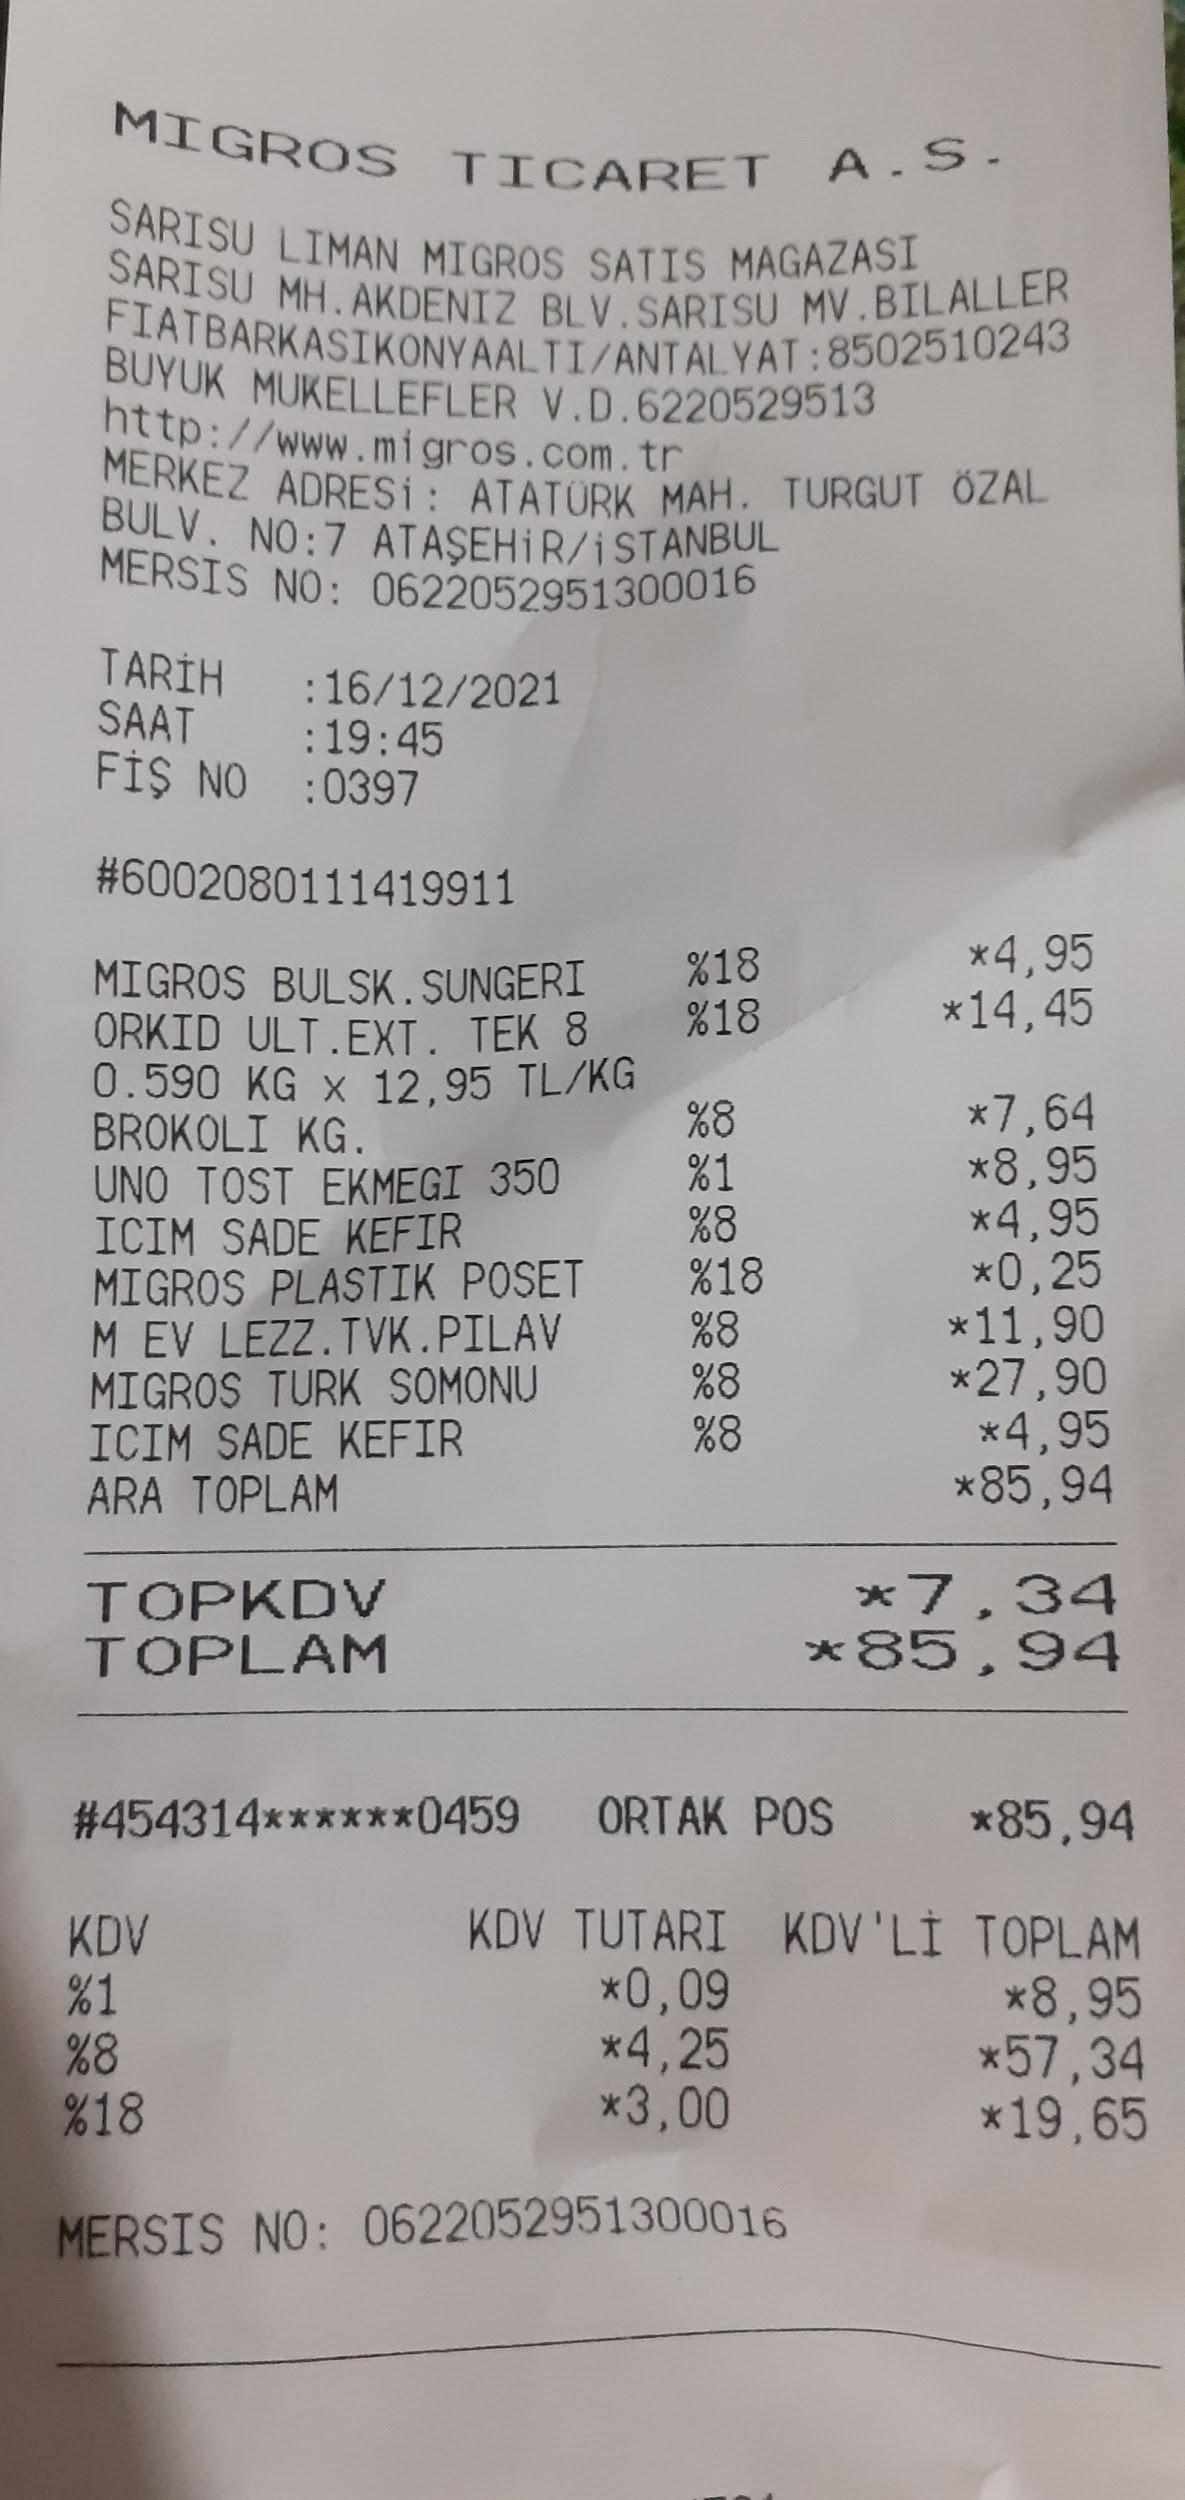 MIGROS TICARET A.S.
SARISU LIMAN MIGROS SATIS MAGAZASI
SARISU MH.AKDENIZ BLV.SARISU MV.BILALLER
FIATBARKASIKONYAALTI/ANTALYAT:8502510243
BUYUK MUKELLEFLER V.D.6220529513
http://www.migros.com.tr
MERKEZ ADRESi: ATATÜRK MAH. TURGUT ÖZAL
BULV. NO:7 ATAŞEHiR/iSTANBUL
MERSIS NO: 0622052951300016
TARİH :16/12/2021
SAAT :19:45
FİŞ NO :0397
#6002080111419911
MIGROS BULSK.SUNGERI %18 *4,95
ORKID ULT.EXT. TEK 8 %18 *14,45
0.590 KG x 12,95 TL/KG
BROKOLI KG. %8 *7,64
UNO TOST EKMEGI 350 %1 *8,95
ICIM SADE KEFIR %8 *4,95
MIGROS PLASTIK POSET %18 *0,25
M EV LEZZ.TVK.PILAV %8 *11,90
MIGROS TURK SOMONU %8 *27,90
ICIM SADE KEFIR %8 *4,95
ARA TOPLAM *85,94
TOPKDV *7,34
TOPLAM *85,94
#454314******0459 ORTAK POS *85,94
KDV KDV TUTARI KDV'Lİ TOPLAM
%1 *0,09 *8,95
%8 *4,25 *57,34
%18 *3,00 *19,65
MERSIS NO: 0622052951300016